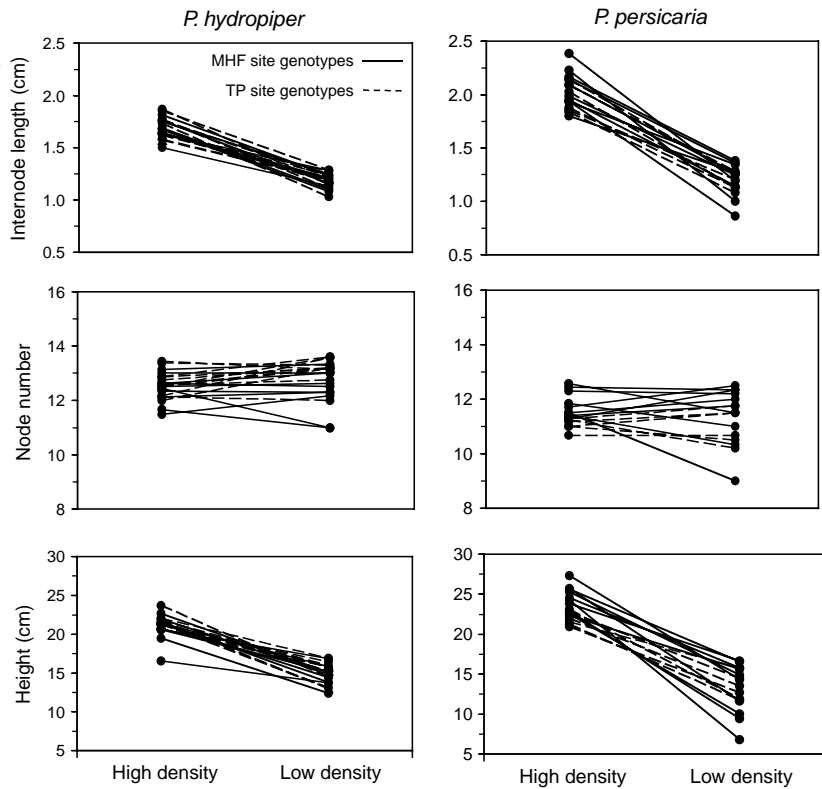 P. hydropiper
P. persicaria
Internode length (cm)
2.5
2.0
1.5
1.0
0.5
MHF site genotypes
TP site genotypes
2.5
2.0
1.5
1.0
0.5
Node number
16
14
12
10
8
16
14
12
10
8
Height (cm)
30
25
20
15
10
5
30
25
20
15
10
5
High density
Low density
High density
Low density